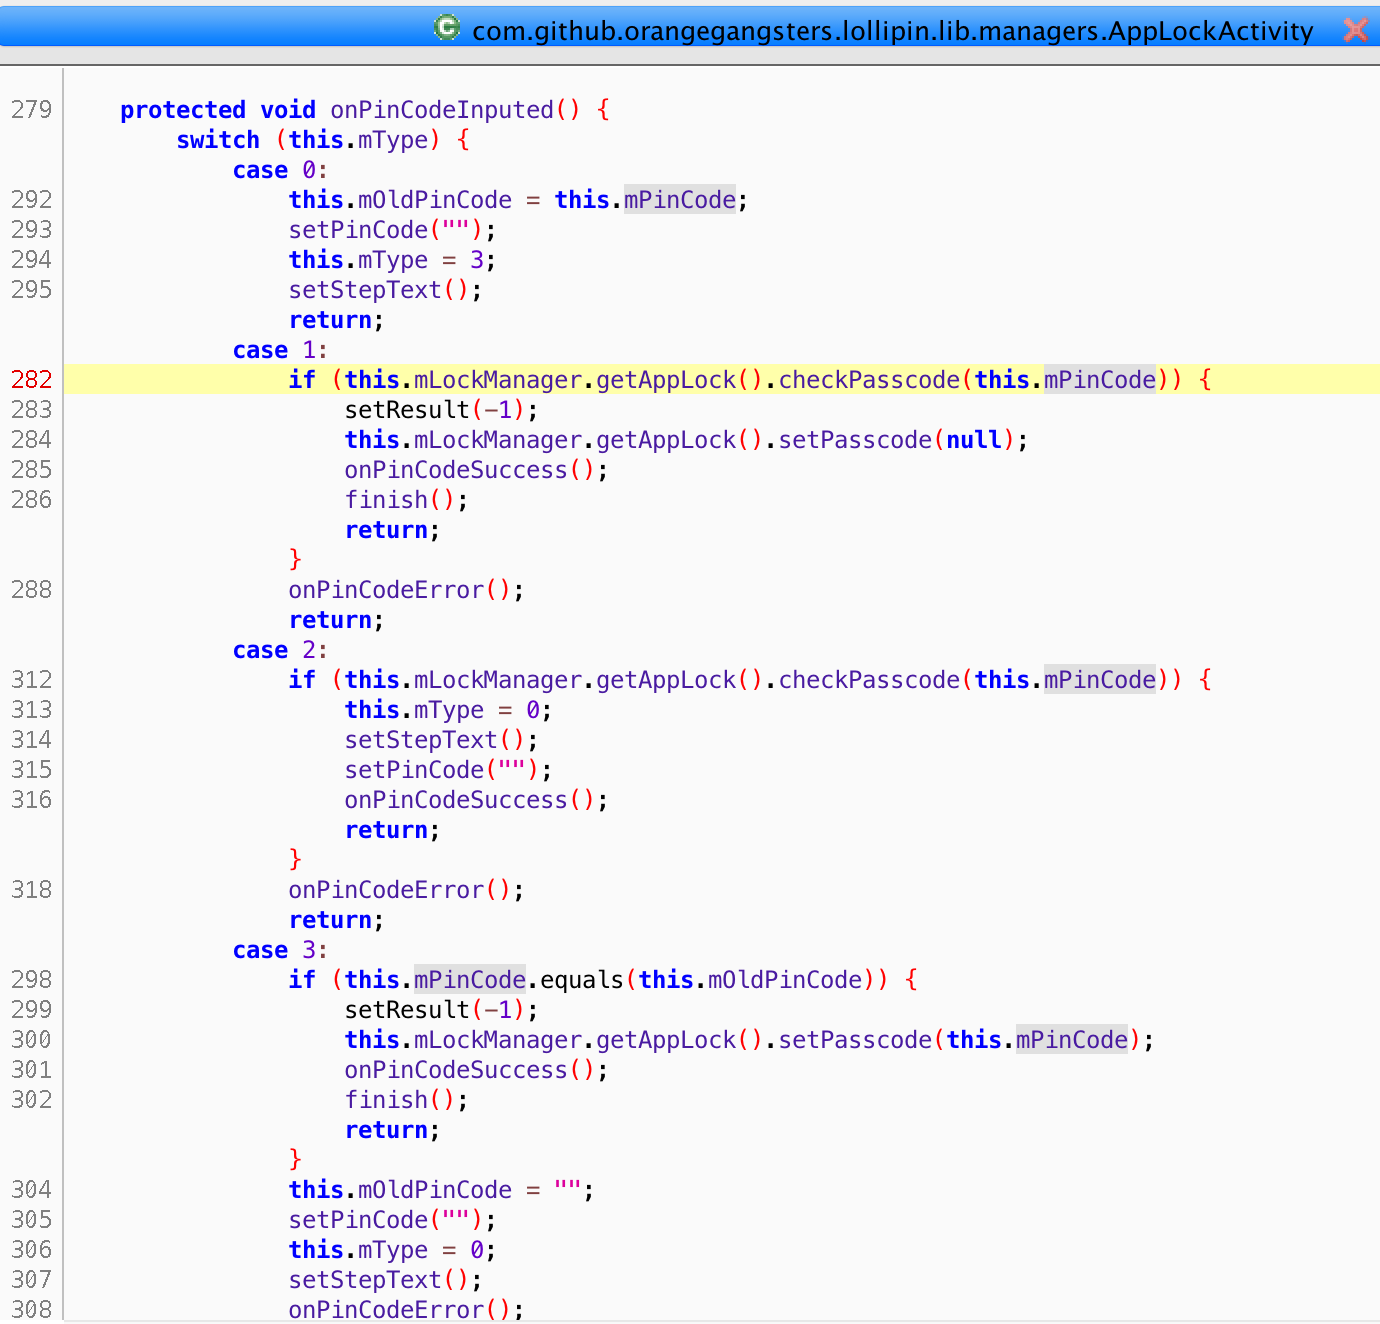 C com.github.orangegangsters.lollipin.lib.managers.AppLockActivity
279 protected void onPinCodeInputed() {
switch (this.mType) {
case 0:
292 this.mOldPinCode = this.mPinCode;
293 setPinCode("");
294 this.mType = 3;
295 setStepText();
return;
case 1:
282 if (this.mLockManager.getAppLock().checkPasscode(this.mPinCode)) {
283 setResult(-1);
284 this.mLockManager.getAppLock().setPasscode(null);
285 onPinCodeSuccess();
286 finish();
return;
}
288 onPinCodeError();
return;
case 2:
312 if (this.mLockManager.getAppLock().checkPasscode(this.mPinCode)) {
313 this.mType = 0;
314 setStepText();
315 setPinCode("");
316 onPinCodeSuccess();
return;
}
318 onPinCodeError();
return;
case 3:
298 if (this.mPinCode.equals(this.mOldPinCode)) {
299 setResult(-1);
300 this.mLockManager.getAppLock().setPasscode(this.mPinCode);
301 onPinCodeSuccess();
302 finish();
return;
}
304 this.mOldPinCode = "";
305 setPinCode("");
306 this.mType = 0;
307 setStepText();
308 onPinCodeError();